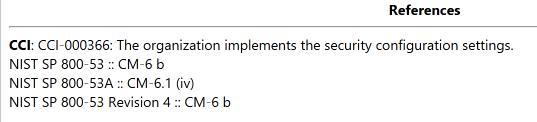 References
CCI: CCI-000366: The organization implements the security configuration settings.
NIST SP 800-53 :: CM-6 b
NIST SP 800-53A :: CM-6.1 (iv)
NIST SP 800-53 Revision 4 :: CM-6 b